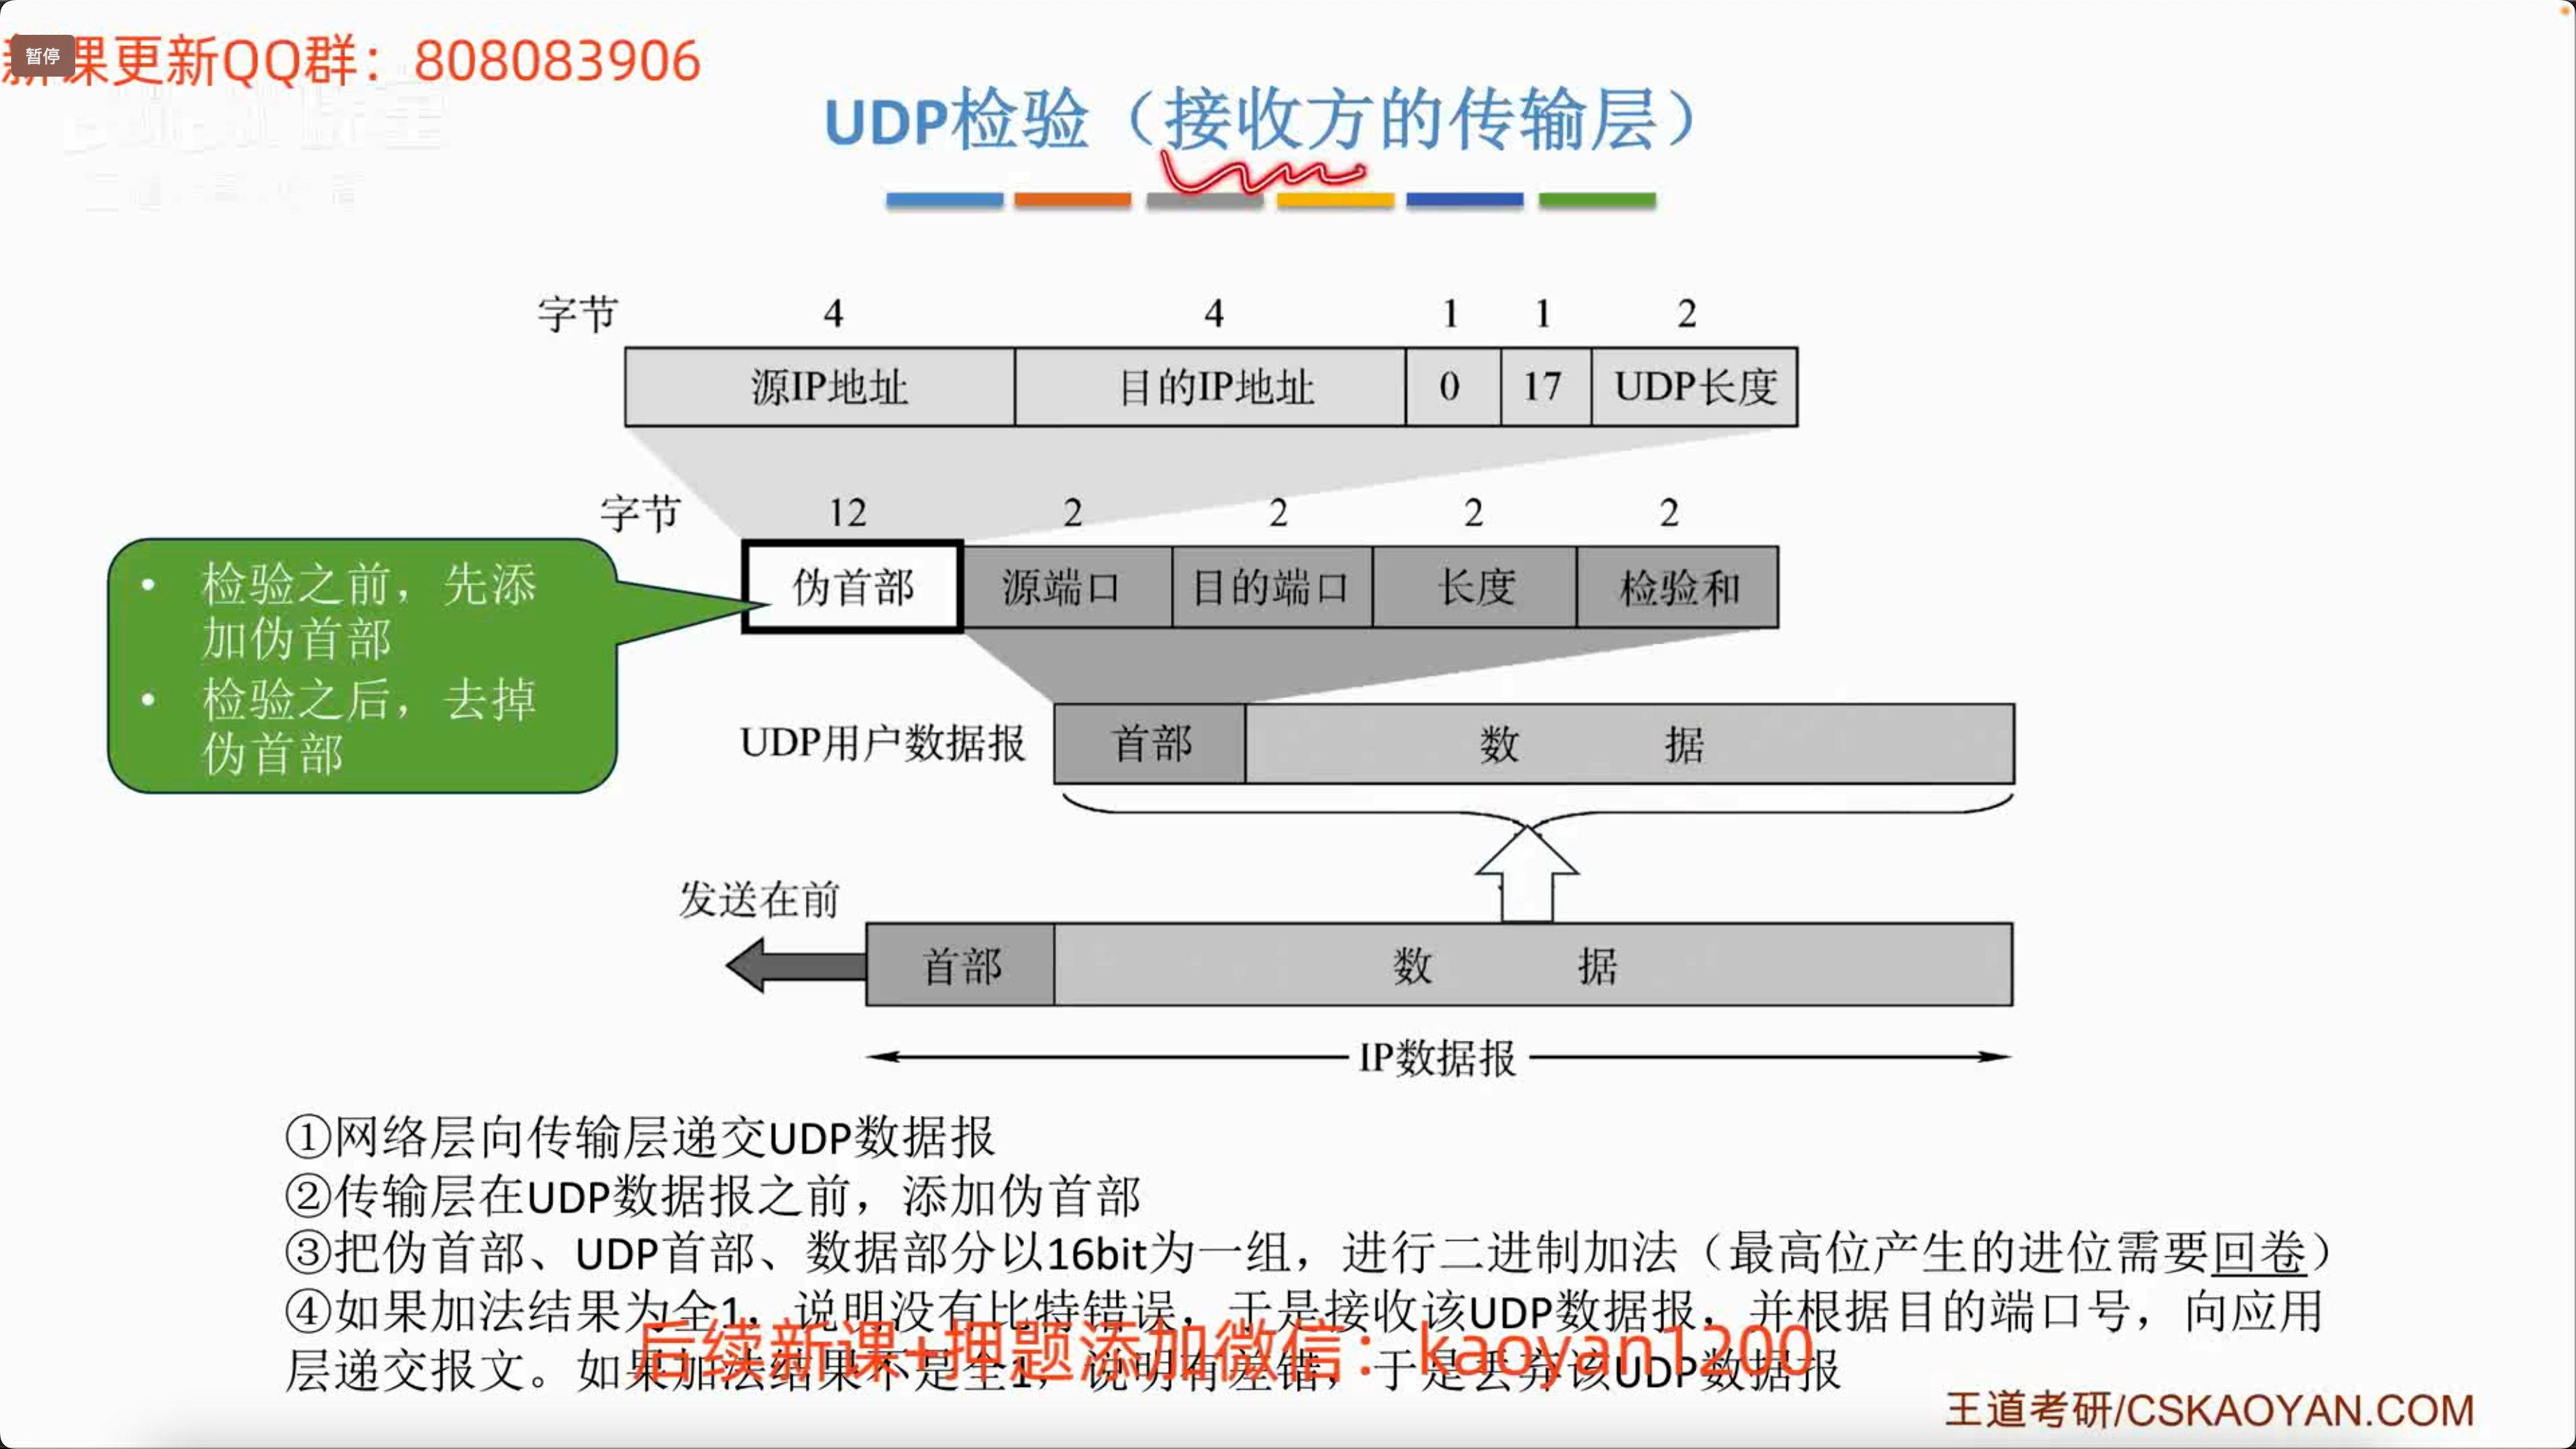 新课更新QQ群：808083906
暂停
UDP检验（接收方的传输层）
字节 4 4 1 1 2
源IP地址 目的IP地址 0 17 UDP长度
字节 12 2 2 2 2
伪首部 源端口 目的端口 长度 检验和
• 检验之前，先添
加伪首部
• 检验之后，去掉
伪首部
UDP用户数据报 首部 数 据
发送在前
首部 数 据
IP数据报
①网络层向传输层递交UDP数据报
②传输层在UDP数据报之前，添加伪首部
③把伪首部、UDP首部、数据部分以16bit为一组，进行二进制加法（最高位产生的进位需要回卷）
④如果加法结果为全1，说明没有比特错误，于是接收该UDP数据报，并根据目的端口号，向应用
层递交报文。如果加法结果不是全1，说明有差错，于是丢弃该UDP数据报
后续新课+押题添加微信：kaoyan1200
王道考研/CSKAOYAN.COM